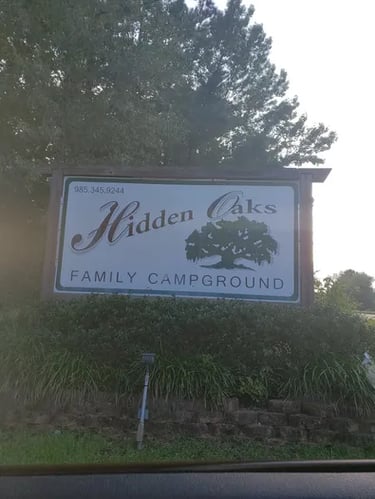 985.345.9244
Hidden Oaks
FAMILY CAMPGROUND